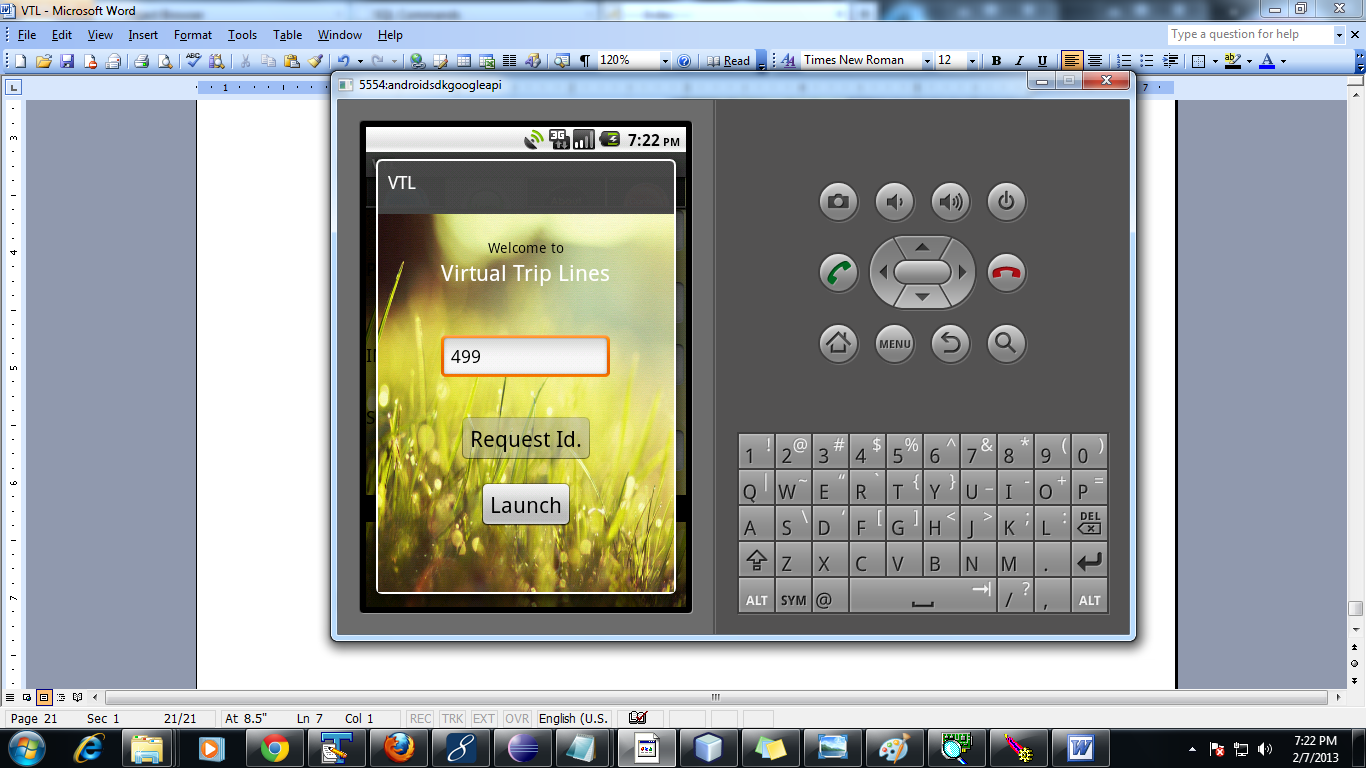 VTL - Microsoft Word
File Edit View Insert Format Tools Table Window Help
Type a question for help
120%
Read
Times New Roman
12
B I U
5554:androidsdkgoogleapi
3G
7:22 PM
VTL
Welcome to
Virtual Trip Lines
499
Request Id.
Launch
MENU
1 ! 2 @ 3 # 4 $ 5 % 6 ^ 7 & 8 * 9 ( 0 )
Q | W ~ E “ R ` T { Y } U _ I - O + P =
A S \ D ‘ F [ G ] H < J > K ; L : DEL
Z X C V B N M .
ALT SYM @ / ? , ALT
Page 21 Sec 1 21/21 At 8.5" Ln 7 Col 1 REC TRK EXT OVR English (U.S.
7:22 PM
2/7/2013